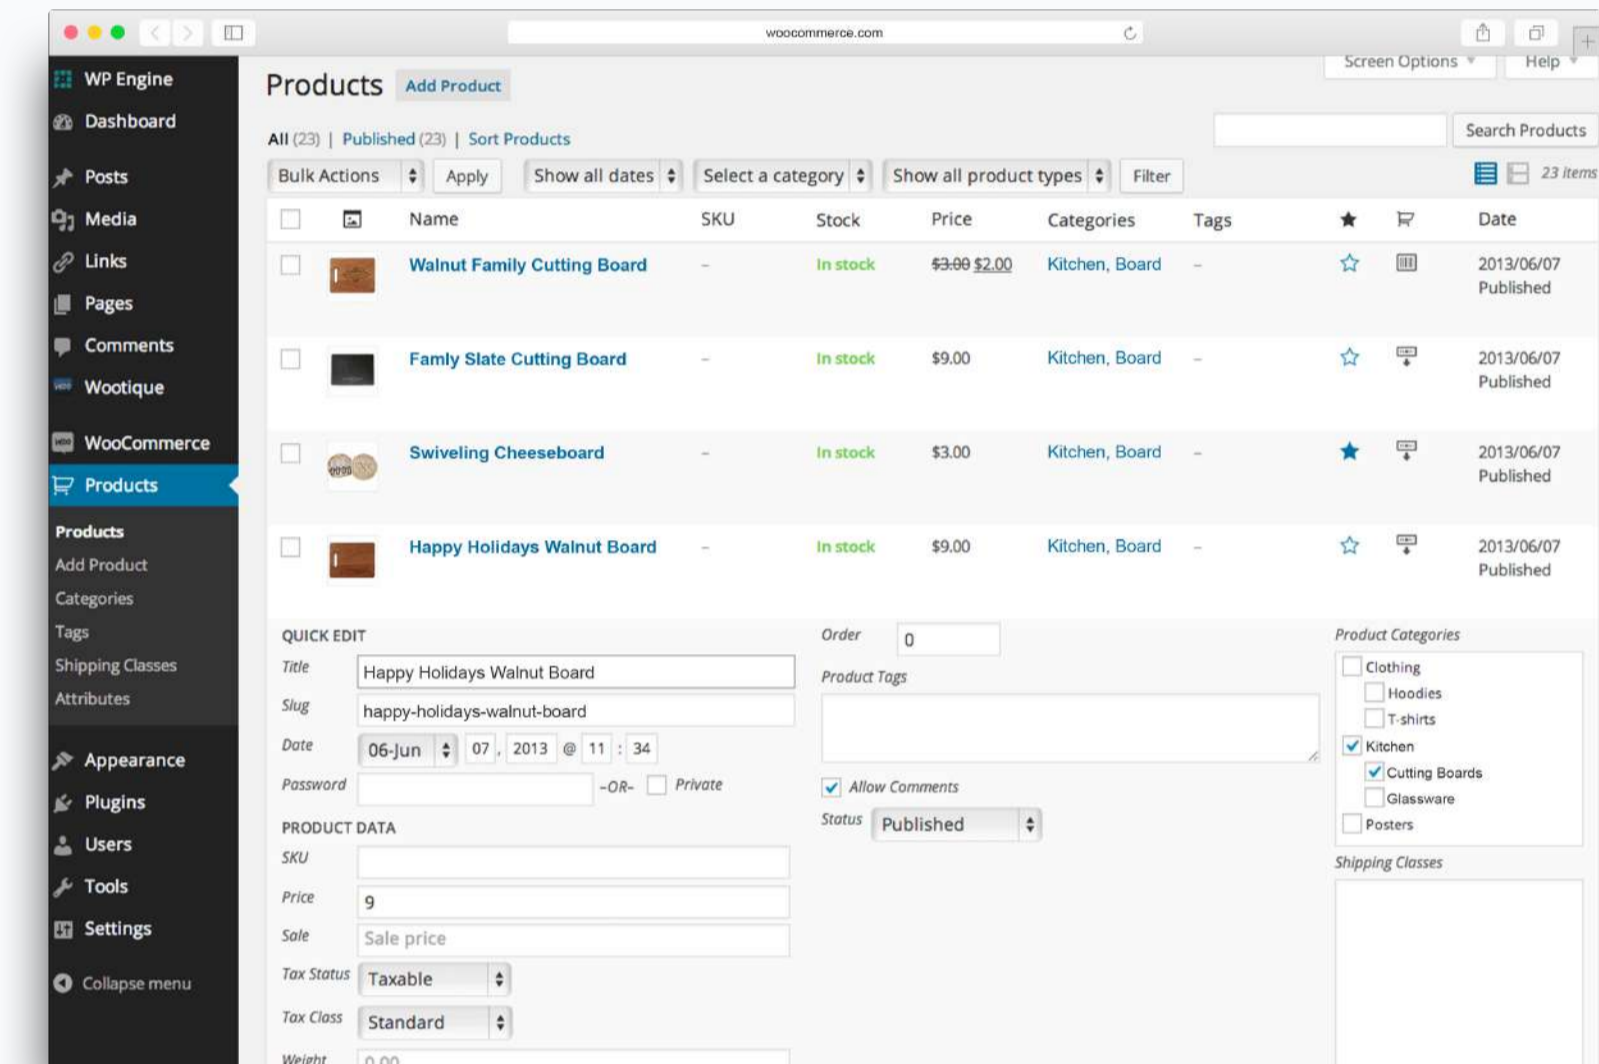 woocommerce.com
WP Engine
Dashboard
Posts
Media
Links
Pages
Comments
Wootique
WooCommerce
Products
Products
Add Product
Categories
Tags
Shipping Classes
Attributes
Appearance
Plugins
Users
Tools
Settings
Collapse menu
Screen Options Help
Products Add Product
All (23) | Published (23) | Sort Products
Search Products
Bulk Actions Apply Show all dates Select a category Show all product types Filter 23 items
Name SKU Stock Price Categories Tags Date
Walnut Family Cutting Board – In stock $3.00 $2.00 Kitchen, Board – 2013/06/07
Published
Famly Slate Cutting Board – In stock $9.00 Kitchen, Board – 2013/06/07
Published
Swiveling Cheeseboard – In stock $3.00 Kitchen, Board – 2013/06/07
Published
Happy Holidays Walnut Board – In stock $9.00 Kitchen, Board – 2013/06/07
Published
QUICK EDIT
Title Happy Holidays Walnut Board
Slug happy-holidays-walnut-board
Date 06-Jun 07, 2013 @ 11 : 34
Password –OR– Private
PRODUCT DATA
SKU
Price 9
Sale Sale price
Tax Status Taxable
Tax Class Standard
Weight 0.00
Order 0
Product Tags
Allow Comments
Status Published
Product Categories
Clothing
Hoodies
T-shirts
Kitchen
Cutting Boards
Glassware
Posters
Shipping Classes